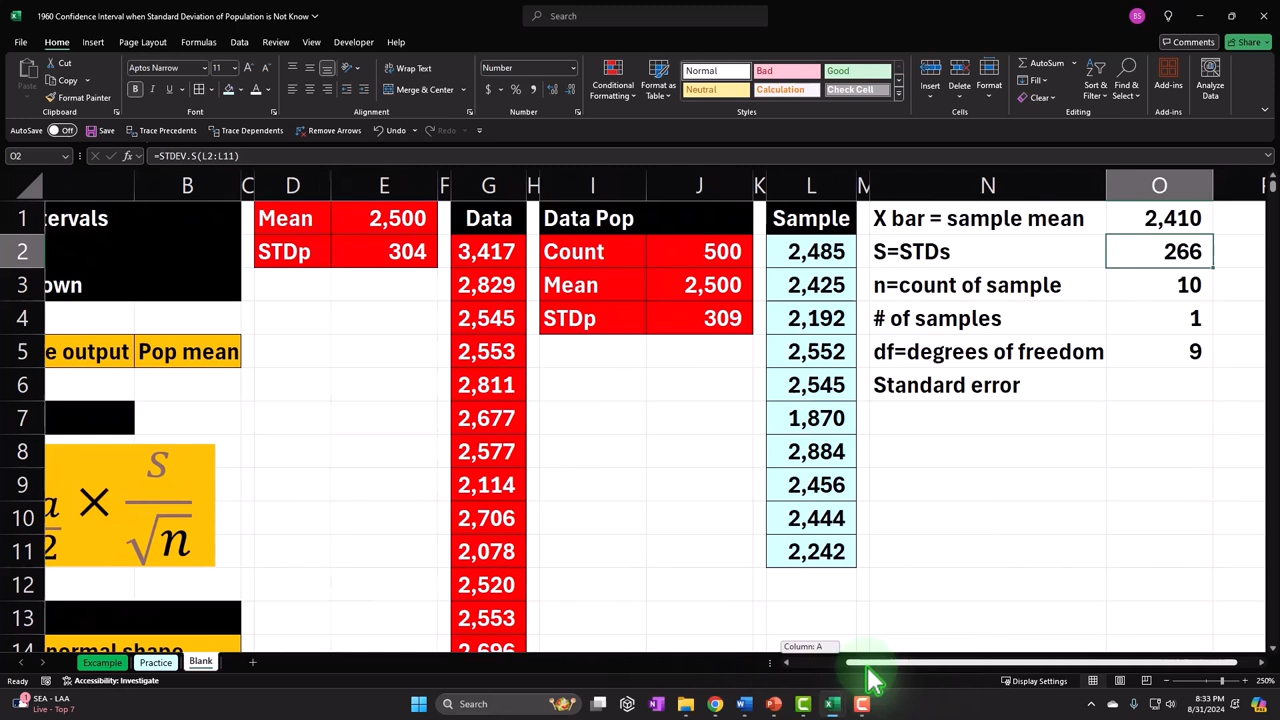 1960 Confidence Interval when Standard Deviation of Population is Not Know
Search
BS
File Home Insert Page Layout Formulas Data Review View Developer Help
Comments Share
Cut
Copy
Format Painter
Paste
Clipboard
Aptos Narrow 11
B I U
Font
Wrap Text
Merge & Center
Alignment
Number
$ % 9
Number
Conditional Formatting
Format as Table
Normal Bad Good
Neutral Calculation Check Cell
Styles
Insert Delete Format
Cells
AutoSum
Fill
Clear
Sort & Filter
Find & Select
Editing
Add-ins
Add-ins
Analyze Data
AutoSave Off Save Trace Precedents Trace Dependents Remove Arrows Undo Redo
O2 fx =STDEV.S(L2:L11)
B C D E F G H I J K L M N O
1 tervals Mean 2,500 Data Data Pop Sample X bar = sample mean 2,410
2 STDp 304 3,417 Count 500 2,485 S=STDs 266
3 own 2,829 Mean 2,500 2,425 n=count of sample 10
4 2,545 STDp 309 2,192 # of samples 1
5 e output Pop mean 2,553 2,552 df=degrees of freedom 9
6 2,811 2,545 Standard error
7 2,677 1,870
8 2,577 2,884
9 2,114 2,456
10 2,706 2,444
11 2,078 2,242
12 2,520
13 2,553
14 normal shape 2,696
a/2 × s/√n
Column: A
Excample Practice Blank
Ready Accessibility: Investigate Display Settings 250%
SEA - LAA
Live - Top 7
Search
8:33 PM
8/31/2024